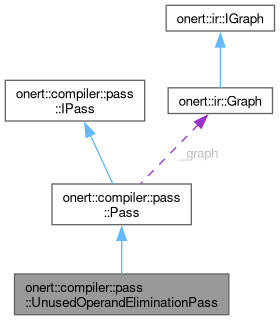 onert::ir::IGraph
onert::compiler::pass
::IPass
onert::ir::Graph
_graph
onert::compiler::pass
::Pass
onert::compiler::pass
::UnusedOperandEliminationPass